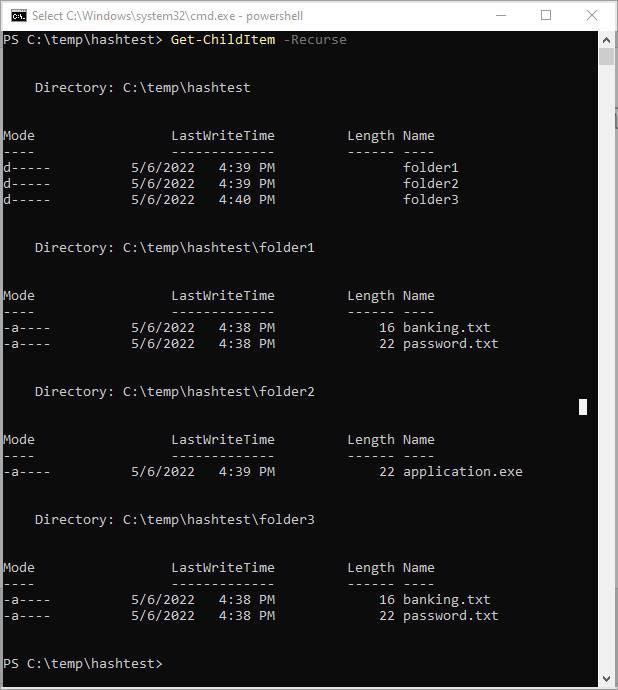 Select C:\Windows\system32\cmd.exe - powershell
PS C:\temp\hashtest> Get-ChildItem -Recurse
    Directory: C:\temp\hashtest
Mode                 LastWriteTime         Length Name
----                 -------------         ------ ----
d-----          5/6/2022   4:39 PM                folder1
d-----          5/6/2022   4:39 PM                folder2
d-----          5/6/2022   4:40 PM                folder3
    Directory: C:\temp\hashtest\folder1
Mode                 LastWriteTime         Length Name
----                 -------------         ------ ----
-a----          5/6/2022   4:38 PM             16 banking.txt
-a----          5/6/2022   4:38 PM             22 password.txt
    Directory: C:\temp\hashtest\folder2
Mode                 LastWriteTime         Length Name
----                 -------------         ------ ----
-a----          5/6/2022   4:39 PM             22 application.exe
    Directory: C:\temp\hashtest\folder3
Mode                 LastWriteTime         Length Name
----                 -------------         ------ ----
-a----          5/6/2022   4:38 PM             16 banking.txt
-a----          5/6/2022   4:38 PM             22 password.txt
PS C:\temp\hashtest>